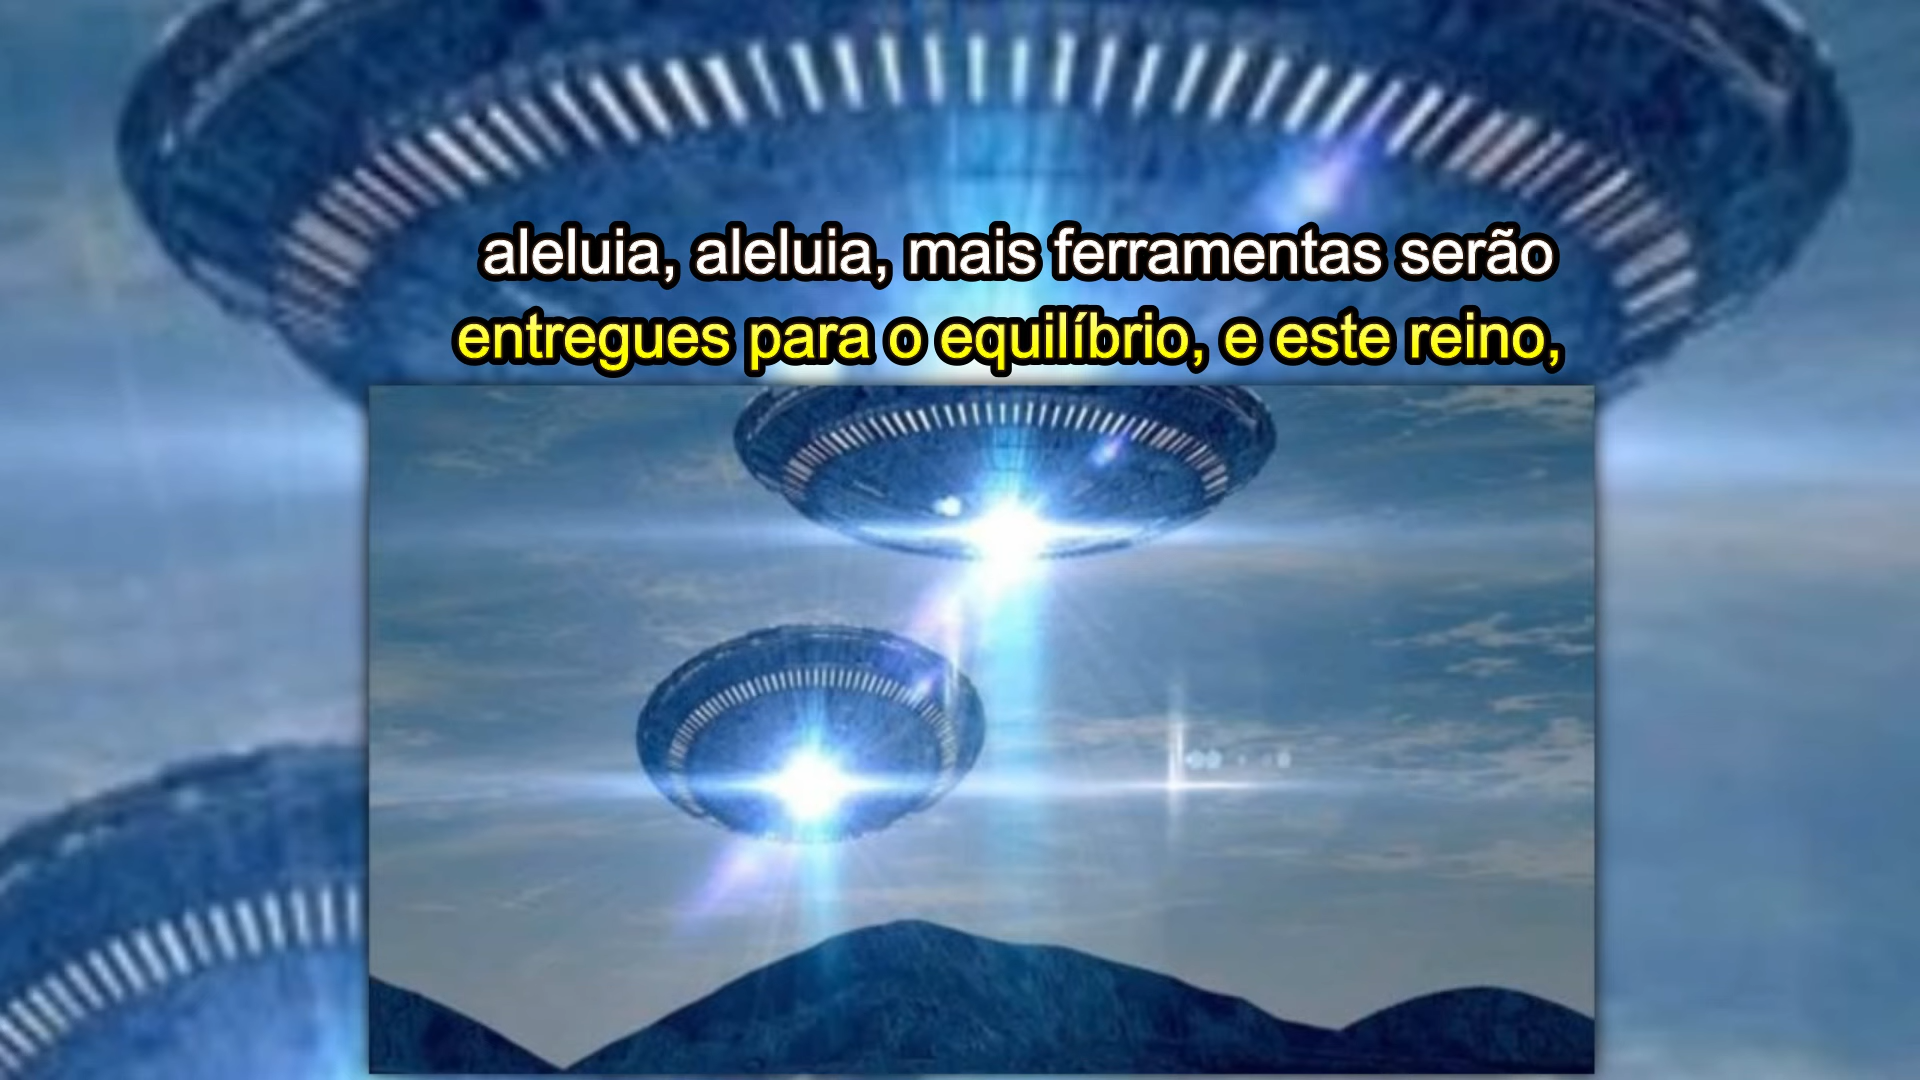 aleluia, aleluia, mais ferramentas serão
entregues para o equilíbrio, e este reino,